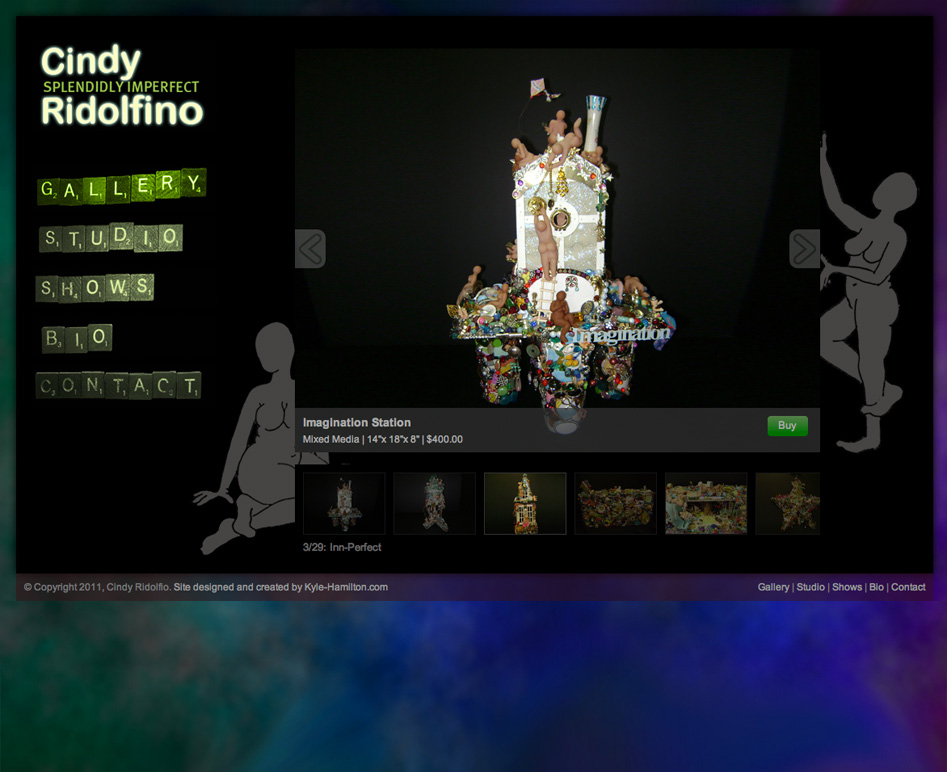 Cindy
SPLENDIDLY IMPERFECT
Ridolfino
GALLERY
STUDIO
SHOWS
BIO
CONTACT
Imagination
Imagination Station
Buy
Mixed Media | 14"x 18"x 8" | $400.00
3/29: Inn-Perfect
© Copyright 2011, Cindy Ridolfio. Site designed and created by Kyle-Hamilton.com
Gallery | Studio | Shows | Bio | Contact